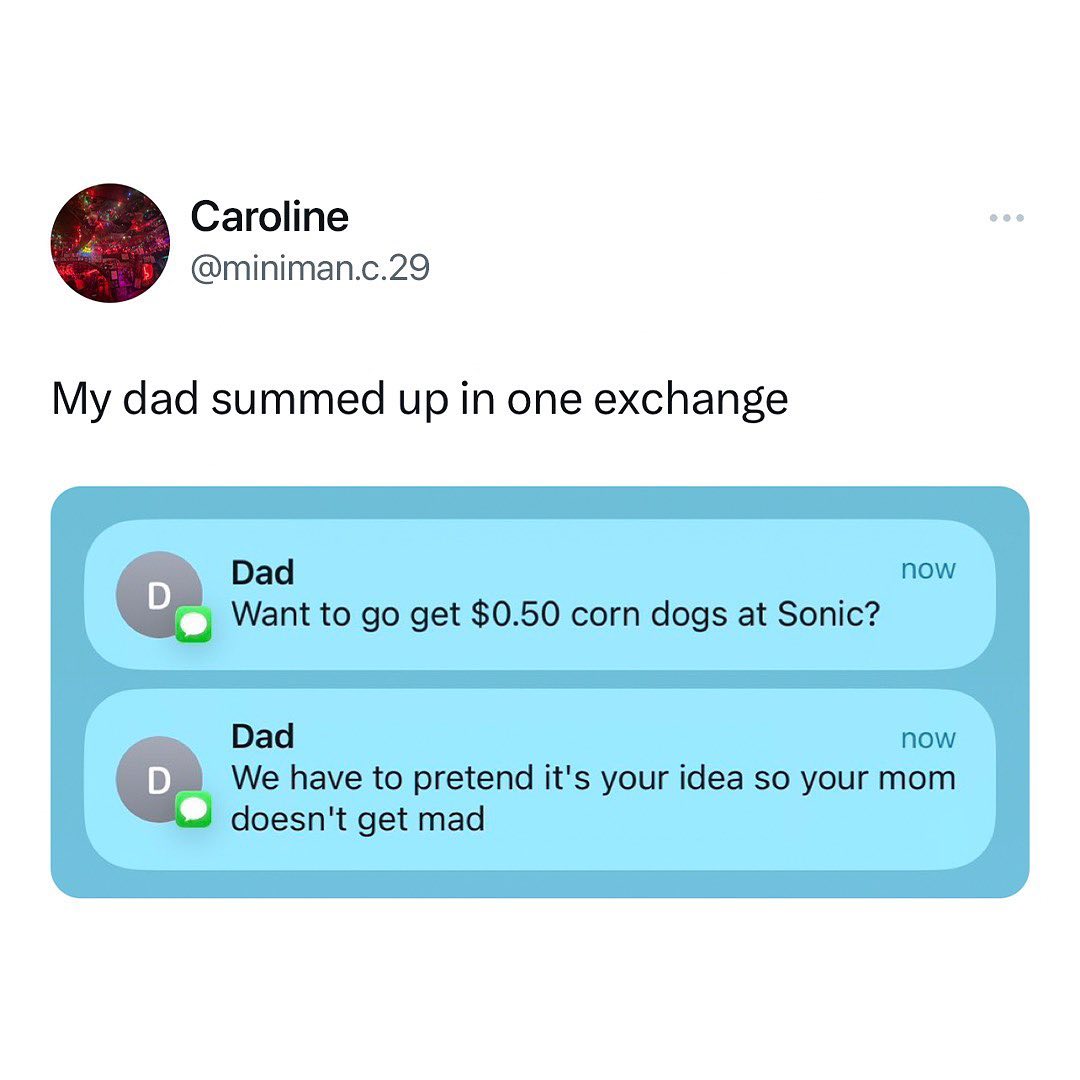 Caroline
@miniman.c.29
My dad summed up in one exchange
D
Dad
now
Want to go get $0.50 corn dogs at Sonic?
D
Dad
now
We have to pretend it's your idea so your mom
doesn't get mad